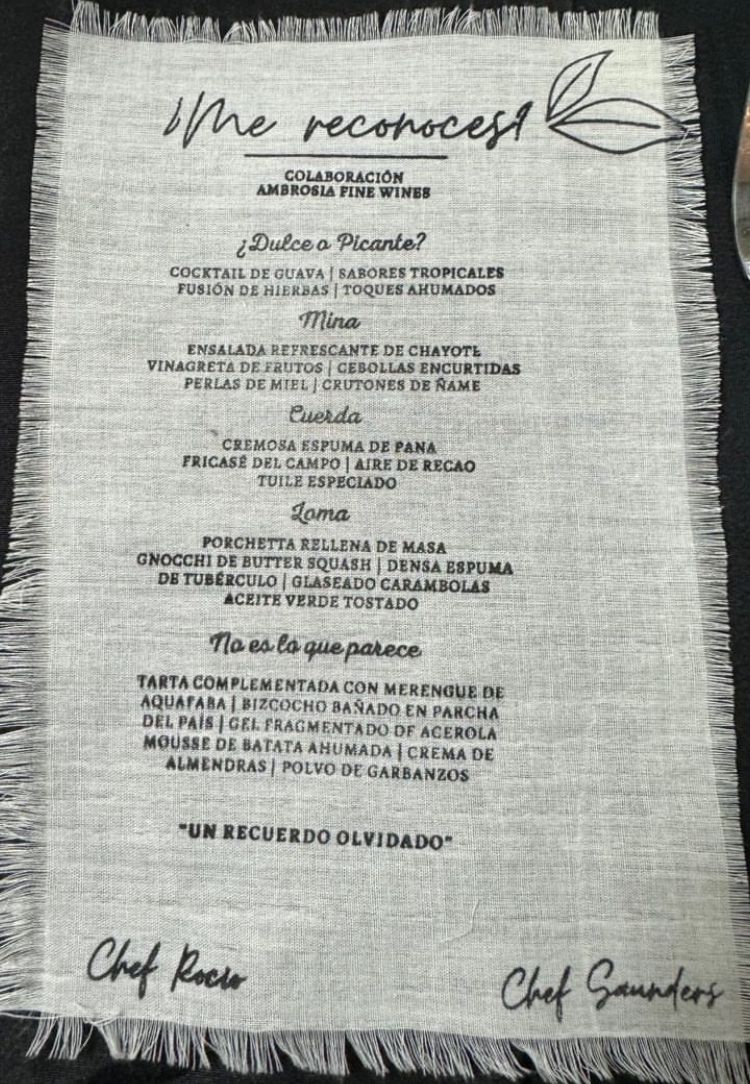 ¡Me reconoces?
COLABORACIÓN
AMBROSIA FINE WINES
¿Dulce o Picante?
COCKTAIL DE GUAVA | SABORES TROPICALES
FUSIÓN DE HIERBAS | TOQUES AHUMADOS
Mina
ENSALADA REFRESCANTE DE CHAYOTE
VINAGRETA DE FRUTOS | CEBOLLAS ENCURTIDAS
PERLAS DE MIEL | CRUTONES DE ÑAME
Cuerda
CREMOSA ESPUMA DE PANA
FRICASÉ DEL CAMPO | AIRE DE RECAO
TUILE ESPECIADO
Loma
PORCHETTA RELLENA DE MASA
GNOCCHI DE BUTTER SQUASH | DENSA ESPUMA
DE TUBÉRCULO | GLASEADO CARAMBOLAS
ACEITE VERDE TOSTADO
No es lo que parece
TARTA COMPLEMENTADA CON MERENGUE DE
AQUAFABA | BIZCOCHO BAÑADO EN PARCHA
DEL PAÍS | GEL FRAGMENTADO DE ACEROLA
MOUSSE DE BATATA AHUMADA | CREMA DE
ALMENDRAS | POLVO DE GARBANZOS
"UN RECUERDO OLVIDADO"
Chef Rocio
Chef Saunders